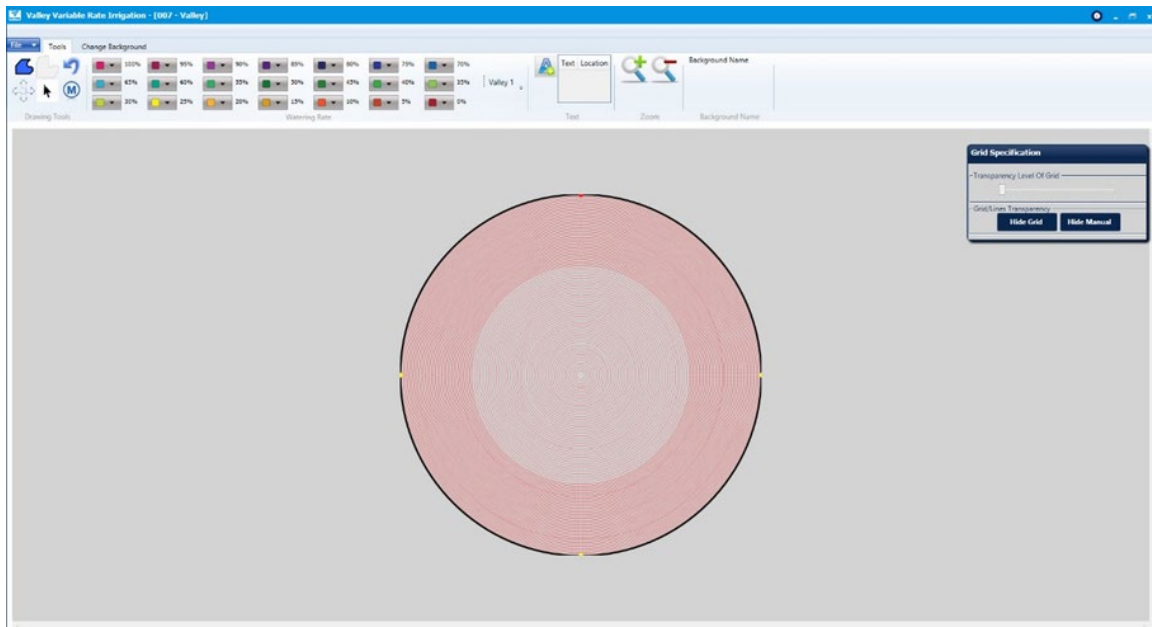 Valley Variable Rate Irrigation - [007 - Valley]
File Tools Change Background
100% 95% 90% 85% 80% 75% 70%
65% 60% 55% 50% 45% 40% 35%
30% 25% 20% 15% 10% 5% 0%
Valley 1
M
Text Location
Background Name
Drawing Tools Watering Rate Text Zoom Background Name
Grid Specification
Transparency Level Of Grid
Grid/Lines Transparency
Hide Grid Hide Manual